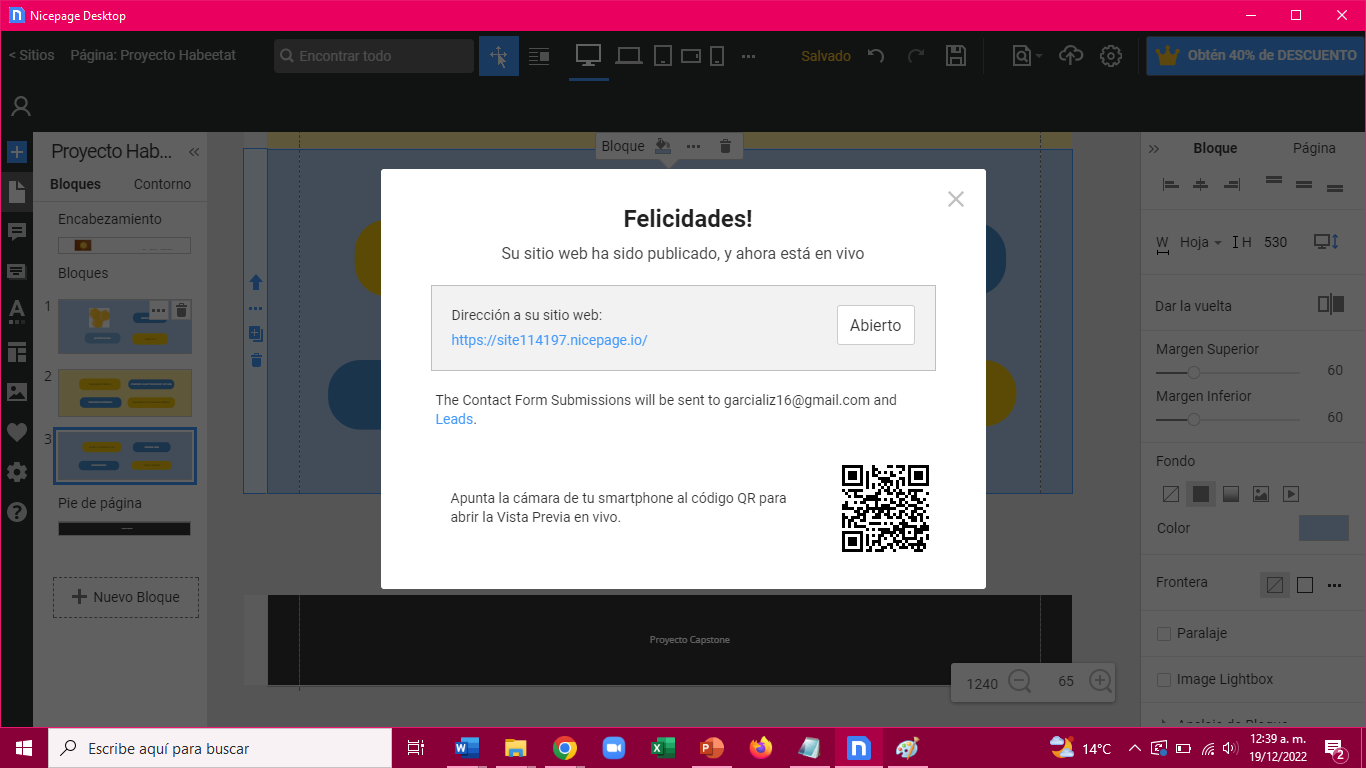 Nicepage Desktop
< Sitios
Página: Proyecto Habeetat
Encontrar todo
Salvado
Obtén 40% de DESCUENTO
Proyecto Hab...
Bloques
Contorno
Encabezamiento
Bloques
1
2
3
Pie de página
Nuevo Bloque
Bloque
Felicidades!
Su sitio web ha sido publicado, y ahora está en vivo
Dirección a su sitio web:
https://site114197.nicepage.io/
Abierto
The Contact Form Submissions will be sent to garcializ16@gmail.com and
Leads.
Apunta la cámara de tu smartphone al código QR para
abrir la Vista Previa en vivo.
Proyecto Capstone
1240
65
Bloque
Página
W
Hoja
H
530
Dar la vuelta
Margen Superior
60
Margen Inferior
60
Fondo
Color
Frontera
Paralaje
Image Lightbox
Escribe aquí para buscar
14°C
12:39 a. m.
19/12/2022
2